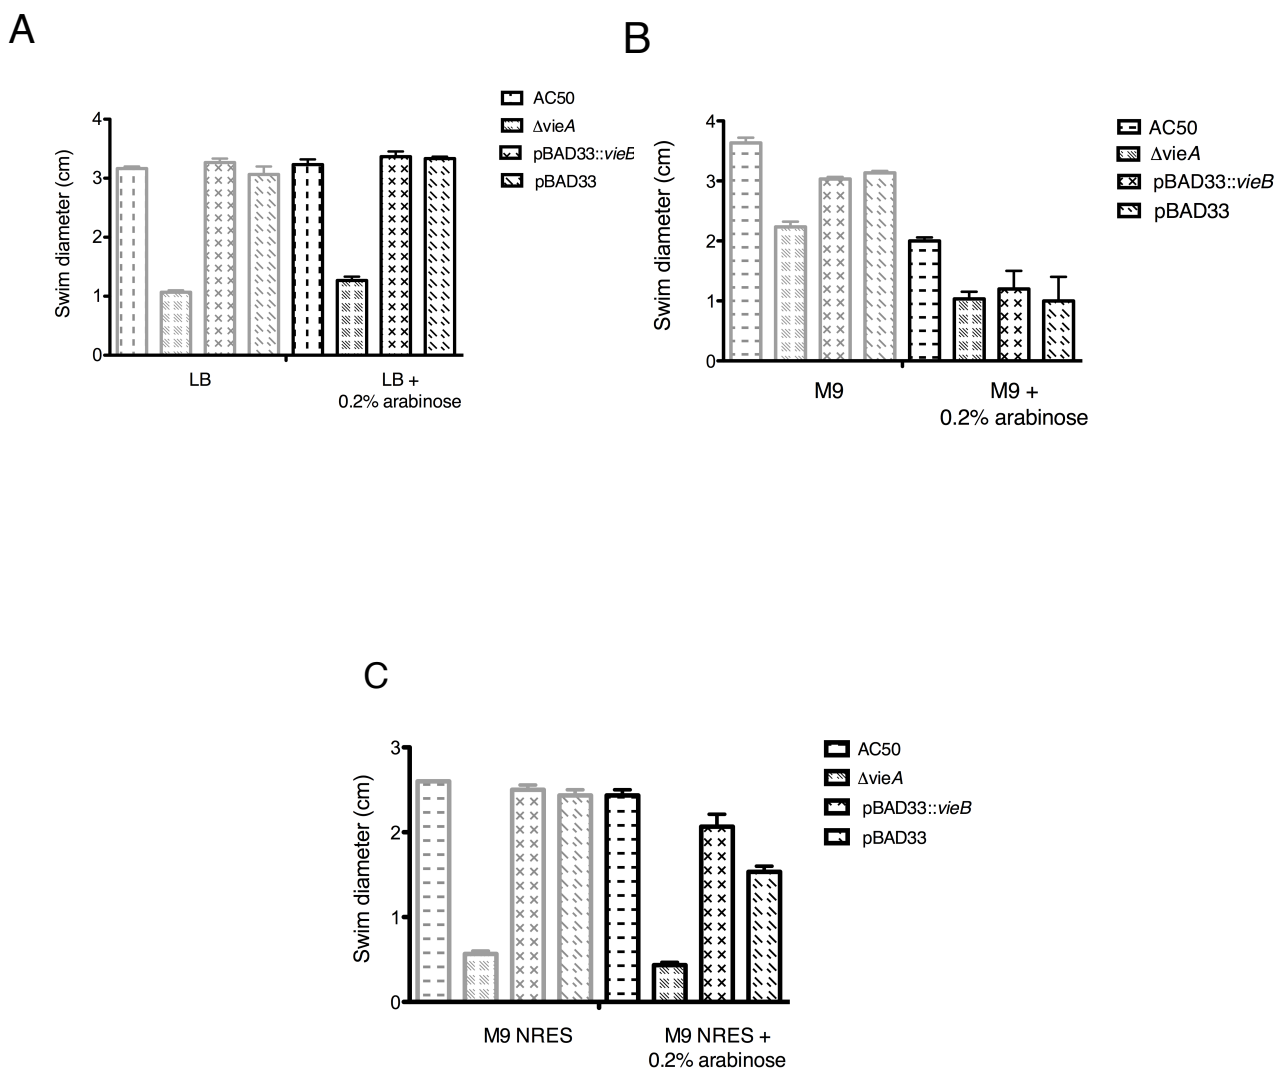 A
AC50
ΔvieA
pBAD33::vieB
pBAD33
Swim diameter (cm)
4
3
2
1
0
LB
LB +
0.2% arabinose
B
AC50
ΔvieA
pBAD33::vieB
pBAD33
Swim diameter (cm)
4
3
2
1
0
M9
M9 +
0.2% arabinose
C
AC50
ΔvieA
pBAD33::vieB
pBAD33
Swim diameter (cm)
3
2
1
0
M9 NRES
M9 NRES +
0.2% arabinose